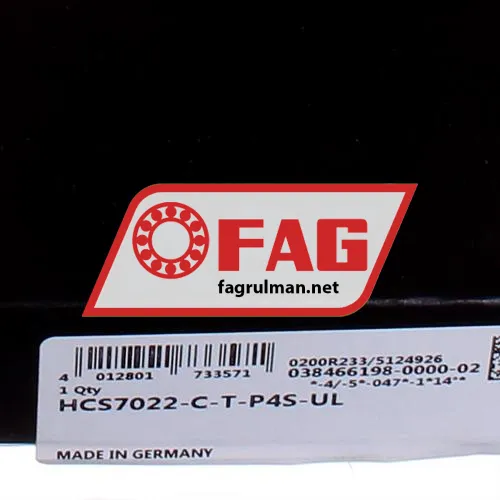 FAG
fagrulman.net
4 012801 733571
0200R233/5124926
038466198-0000-02
*-4/-5*-047*-1*14°*
1 Qty
HCS7022-C-T-P4S-UL
MADE IN GERMANY